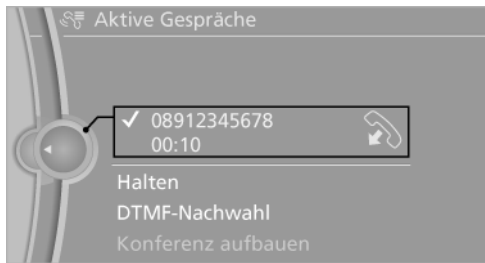 Aktive Gespräche
08912345678
00:10
Halten
DTMF-Nachwahl
Konferenz aufbauen